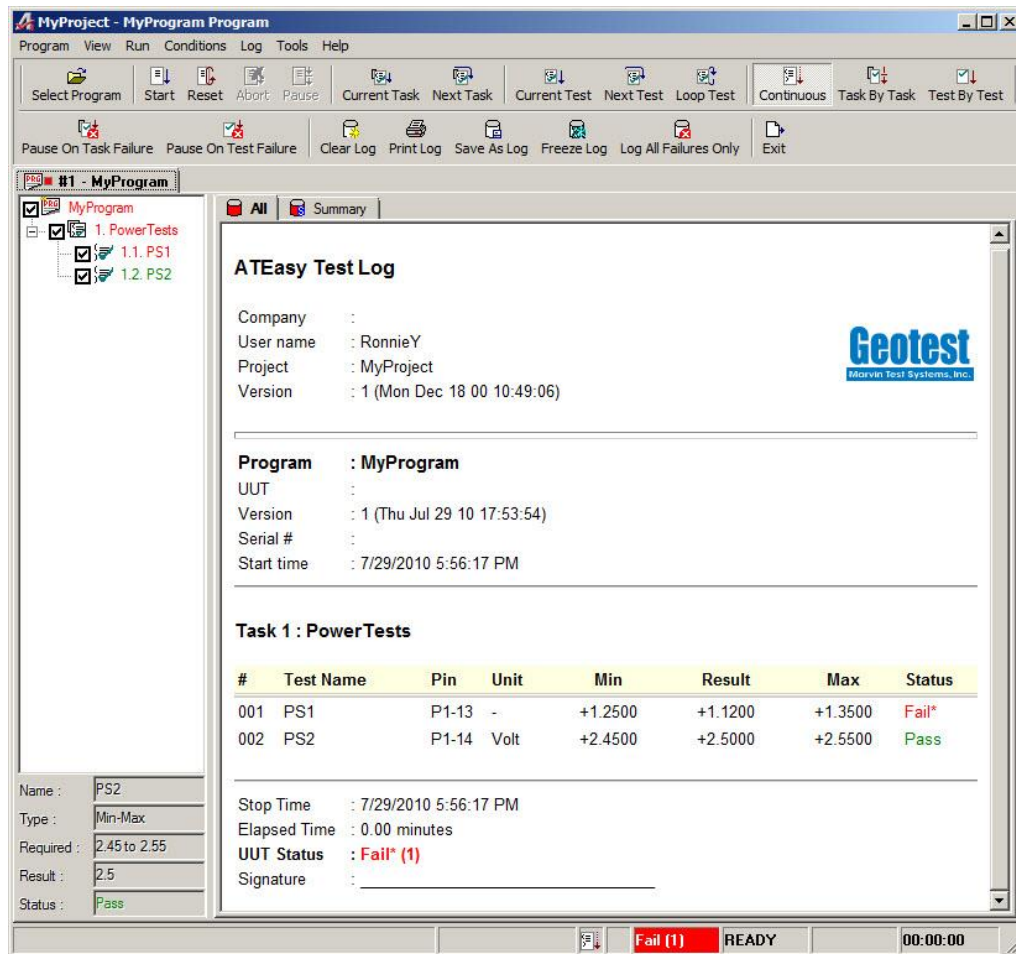 MyProject - MyProgram Program
Program View Run Conditions Log Tools Help
Select Program Start Reset Abort Pause Current Task Next Task Current Test Next Test Loop Test Continuous Task By Task Test By Test
Pause On Task Failure Pause On Test Failure Clear Log Print Log Save As Log Freeze Log Log All Failures Only Exit
PRG #1 - MyProgram
PRG MyProgram
1. PowerTests
1.1. PS1
1.2. PS2
All Summary
ATEasy Test Log
Company :
User name : RonnieY
Project : MyProject
Version : 1 (Mon Dec 18 00 10:49:06)
Geotest
Marvin Test Systems, Inc.
Program : MyProgram
UUT :
Version : 1 (Thu Jul 29 10 17:53:54)
Serial # :
Start time : 7/29/2010 5:56:17 PM
Task 1 : PowerTests
# Test Name Pin Unit Min Result Max Status
001 PS1 P1-13 - +1.2500 +1.1200 +1.3500 Fail*
002 PS2 P1-14 Volt +2.4500 +2.5000 +2.5500 Pass
Stop Time : 7/29/2010 5:56:17 PM
Elapsed Time : 0.00 minutes
UUT Status : Fail* (1)
Signature :
Name : PS2
Type : Min-Max
Required : 2.45 to 2.55
Result : 2.5
Status : Pass
Fail (1) READY 00:00:00